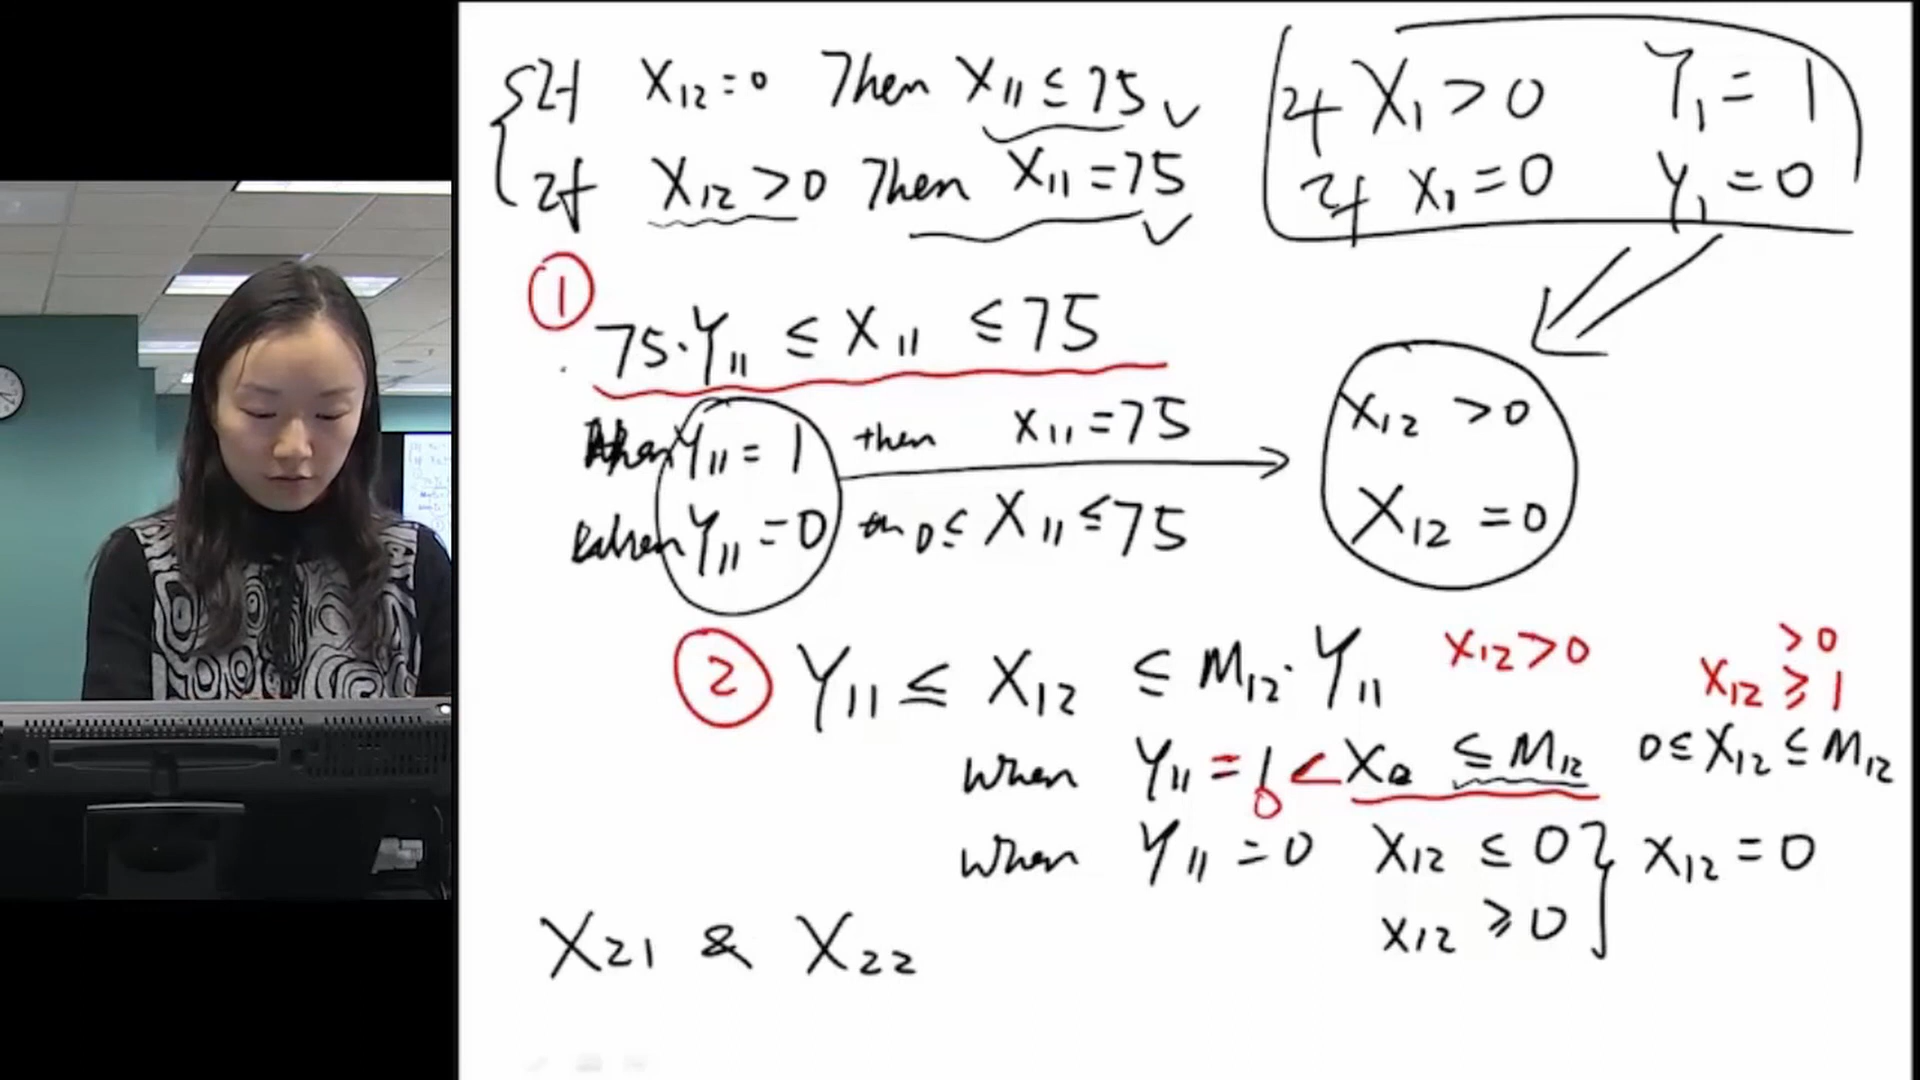 If X12 = 0 Then X11 ≤ 75 ✓
If X12 > 0 Then X11 = 75 ✓
If X1 > 0 Y1 = 1
If X1 = 0 Y1 = 0
①
75·Y11 ≤ X11 ≤ 75
When Y11 = 1 then X11 = 75
When Y11 = 0 0 ≤ X11 ≤ 75
X12 > 0
X12 = 0
② Y11 ≤ X12 ≤ M12·Y11
X12 > 0
> 0
X12 ≥ 1
when Y11 = 1 < X12 ≤ M12
0
0 ≤ X12 ≤ M12
when Y11 = 0 X12 ≤ 0 } X12 = 0
X12 ≥ 0
X21 & X22